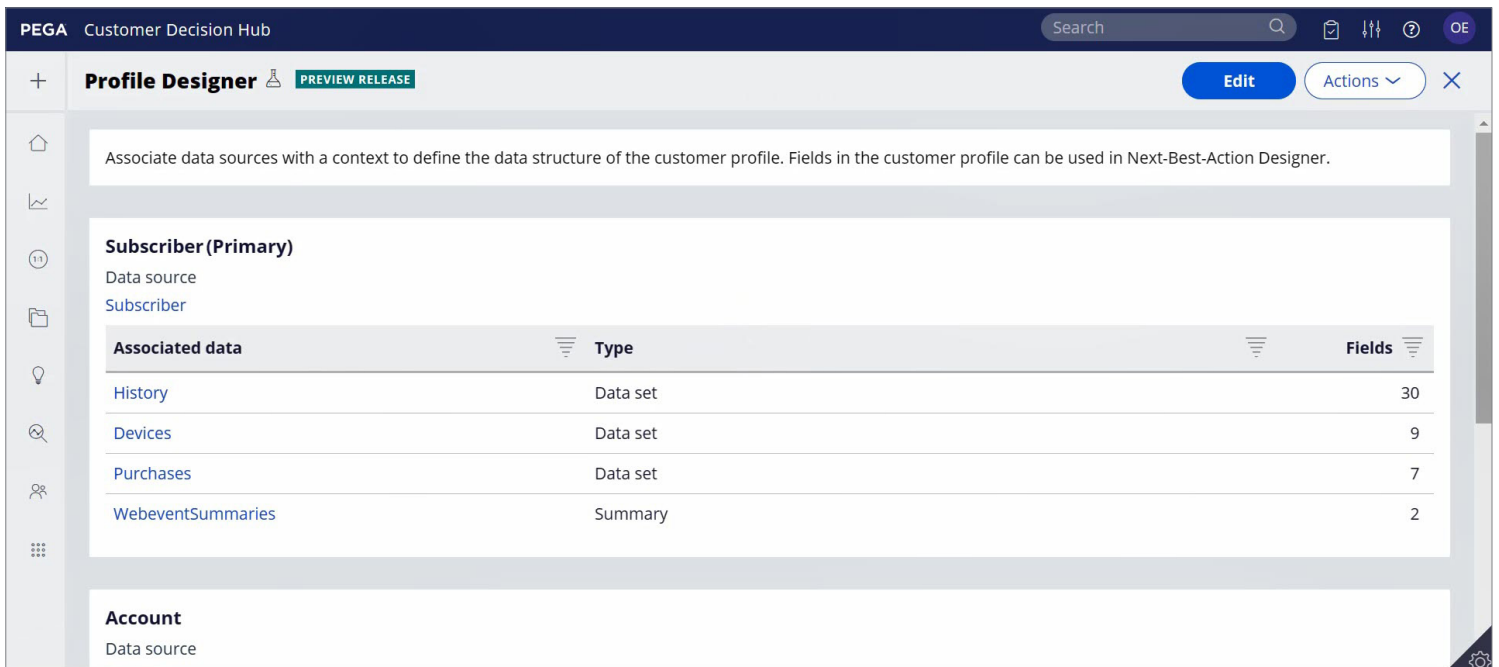 PEGA Customer Decision Hub Search OE
Profile Designer PREVIEW RELEASE Edit Actions
Associate data sources with a context to define the data structure of the customer profile. Fields in the customer profile can be used in Next-Best-Action Designer.
1:1
Subscriber (Primary)
Data source
Subscriber
Associated data Type Fields
History Data set 30
Devices Data set 9
Purchases Data set 7
WebeventSummaries Summary 2
Account
Data source